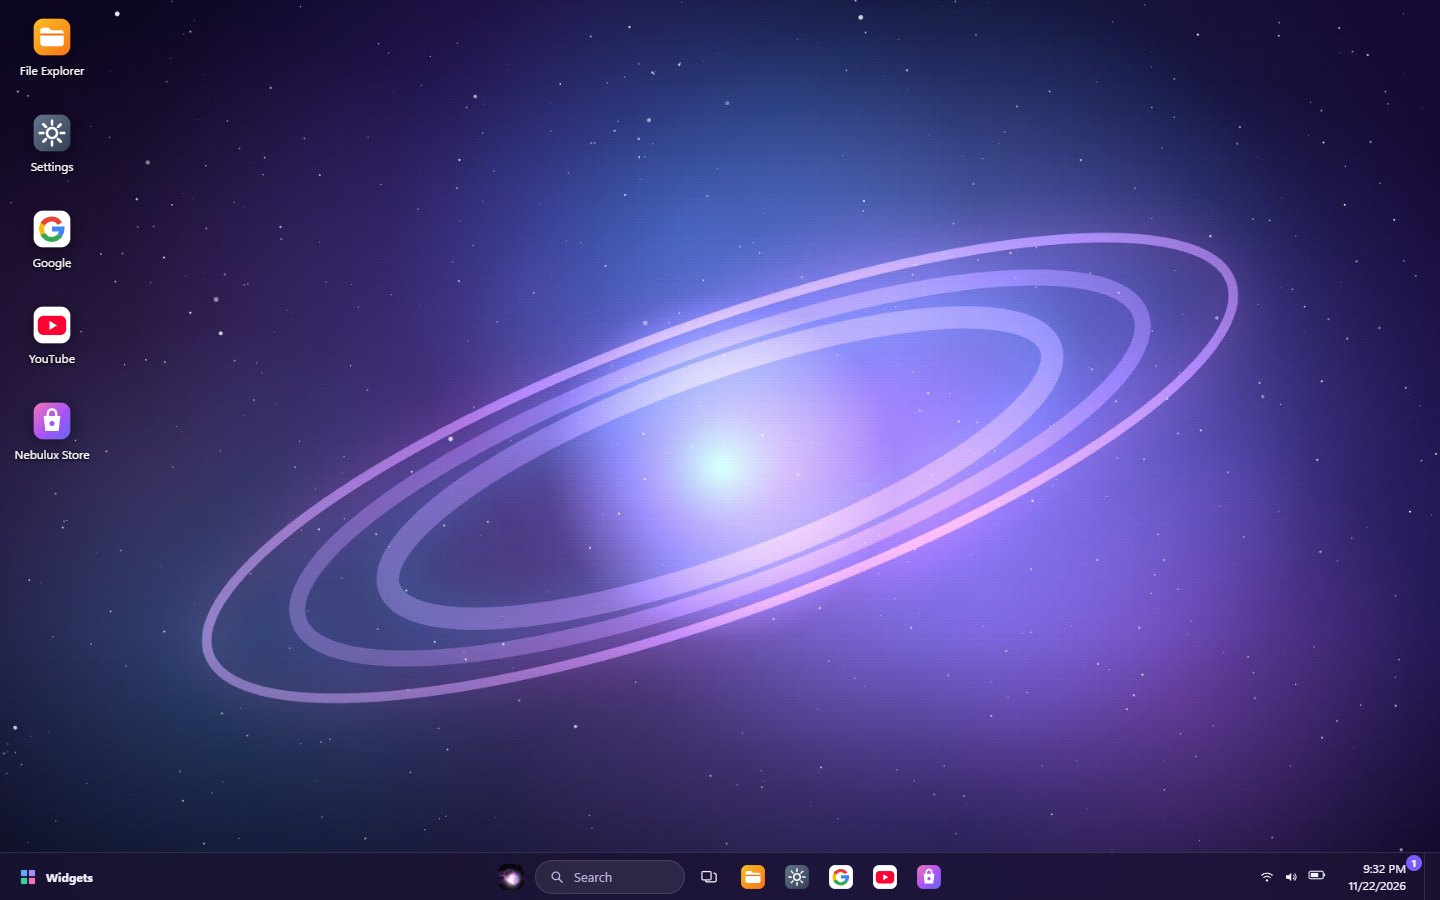 File Explorer
Settings
Google
YouTube
Nebulux Store
Widgets
Search
9:32 PM
1
11/22/2026